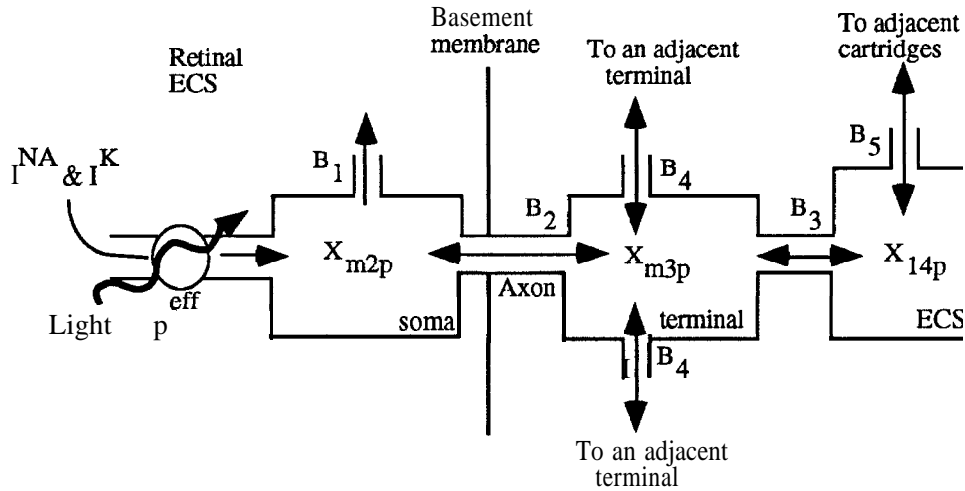 Basement
membrane
Retinal
ECS
To an adjacent
terminal
To adjacent
cartridges
I^NA & I^K
B1
B2
B4
B3
B5
Xm2p
Xm3p
X14p
eff
Light p
soma
Axon
terminal
ECS
B4
To an adjacent
terminal